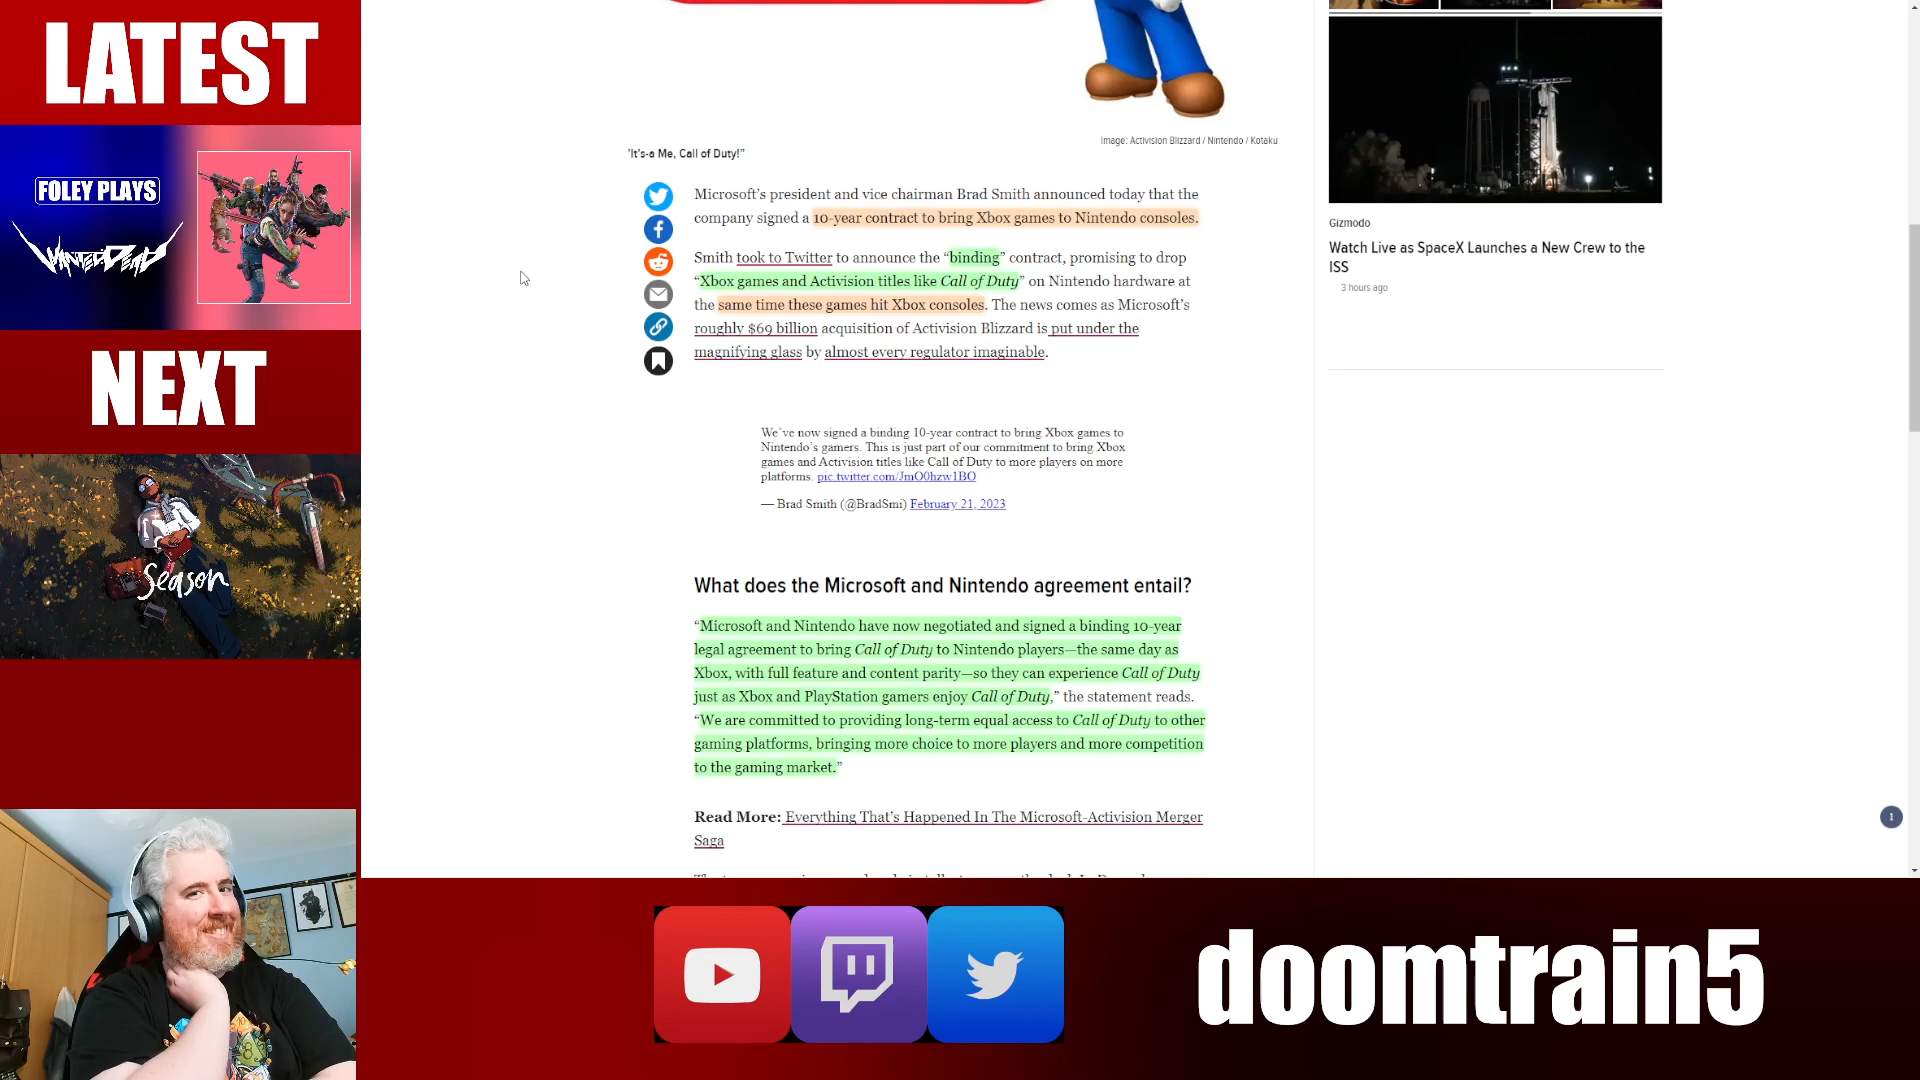 LATEST
FOLEY PLAYS
WANTED: DEAD
NEXT
Season
Image: Activision Blizzard / Nintendo / Kotaku
'It's-a Me, Call of Duty!"
Microsoft's president and vice chairman Brad Smith announced today that the
company signed a 10-year contract to bring Xbox games to Nintendo consoles.
Smith took to Twitter to announce the “binding” contract, promising to drop
“Xbox games and Activision titles like Call of Duty” on Nintendo hardware at
the same time these games hit Xbox consoles. The news comes as Microsoft's
roughly $69 billion acquisition of Activision Blizzard is put under the
magnifying glass by almost every regulator imaginable.
We've now signed a binding 10-year contract to bring Xbox games to
Nintendo's gamers. This is just part of our commitment to bring Xbox
games and Activision titles like Call of Duty to more players on more
platforms. pic.twitter.com/JmO0hzw1BO
— Brad Smith (@BradSmi) February 21, 2023
What does the Microsoft and Nintendo agreement entail?
“Microsoft and Nintendo have now negotiated and signed a binding 10-year
legal agreement to bring Call of Duty to Nintendo players—the same day as
Xbox, with full feature and content parity—so they can experience Call of Duty
just as Xbox and PlayStation gamers enjoy Call of Duty,” the statement reads.
“We are committed to providing long-term equal access to Call of Duty to other
gaming platforms, bringing more choice to more players and more competition
to the gaming market.”
Read More: Everything That's Happened In The Microsoft-Activision Merger
Saga
Gizmodo
Watch Live as SpaceX Launches a New Crew to the
ISS
3 hours ago
1
doomtrain5